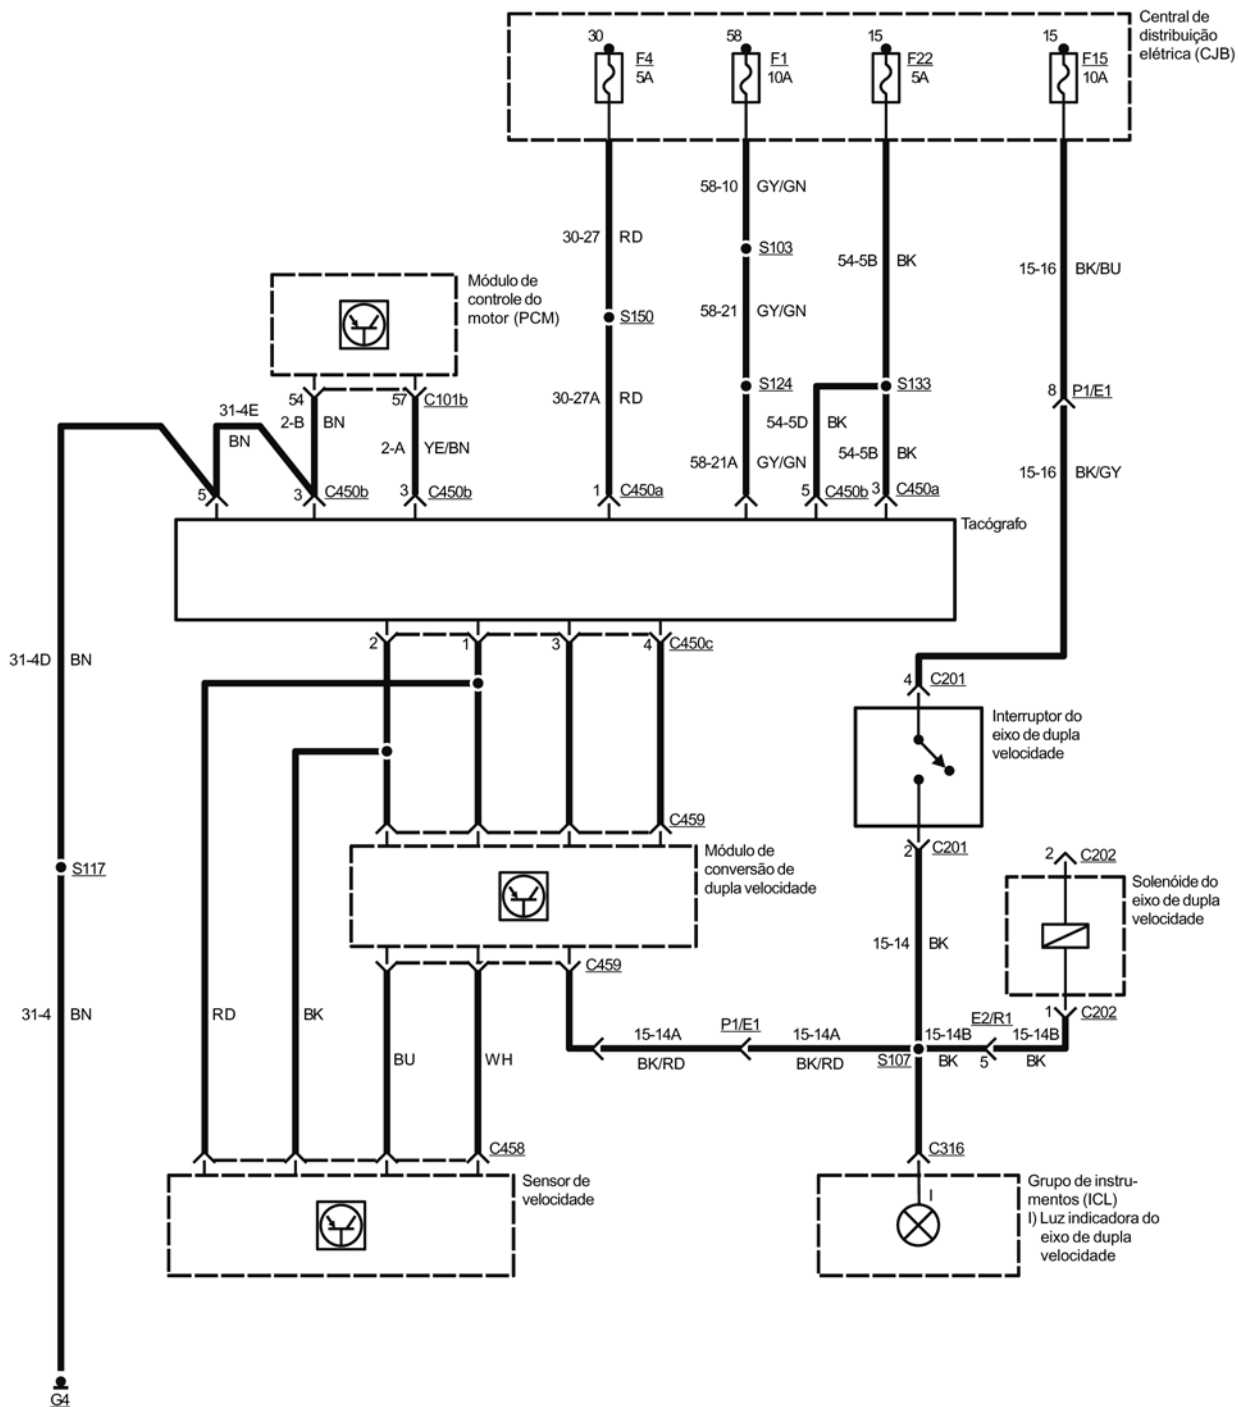 Central de
distribuição
elétrica (CJB)
30
F4
5A
58
F1
10A
15
F22
5A
15
F15
10A
58-10 GY/GN
30-27 RD
S103
54-5B BK
15-16 BK/BU
Módulo de
controle do
motor (PCM)
S150
58-21 GY/GN
S124
S133
8 P1/E1
54
57 C101b
31-4E
BN
2-B BN
30-27A RD
54-5D BK
2-A YE/BN
58-21A GY/GN
54-5B BK
15-16 BK/GY
5
3 C450b
3 C450b
1 C450a
5 C450b
3 C450a
Tacógrafo
2
1
3
4 C450c
31-4D BN
4 C201
Interruptor do
eixo de dupla
velocidade
C459
2 C201
Módulo de
conversão de
dupla velocidade
2 C202
S117
Solenóide do
eixo de dupla
velocidade
15-14 BK
C459
31-4 BN
RD
BK
1 C202
P1/E1
E2/R1
15-14A
15-14A
15-14B
15-14B
BU
WH
BK/RD
BK/RD
S107
BK
5
BK
C458
C316
Sensor de
velocidade
I
Grupo de instru-
mentos (ICL)
I) Luz indicadora do
eixo de dupla
velocidade
G4